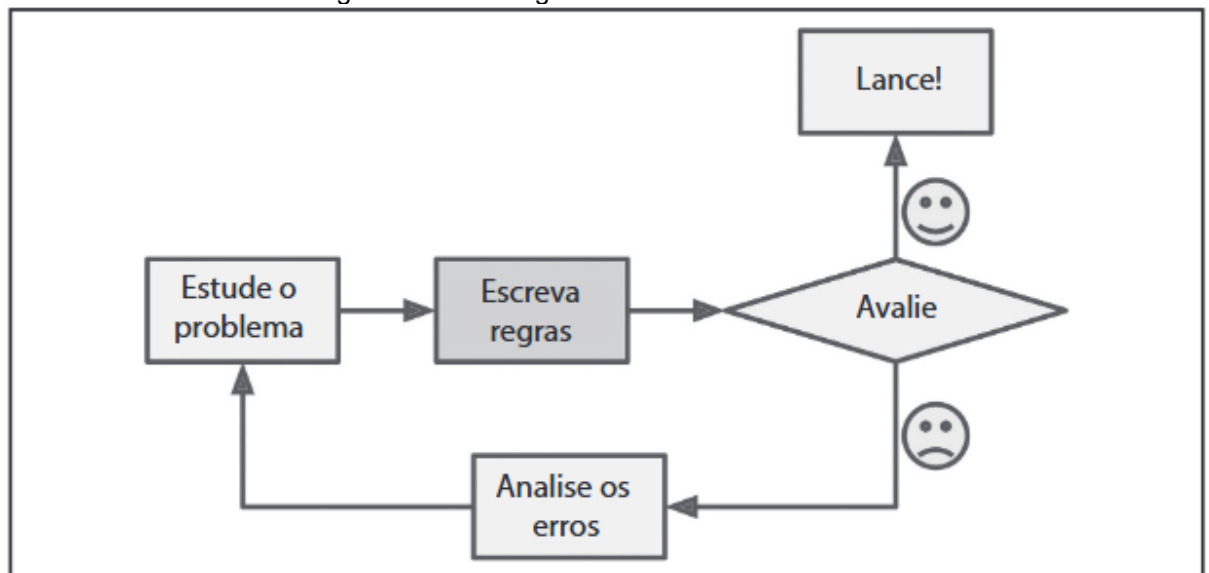 Lance!
Estude o
problema
Escreva
regras
Avalie
Analise os
erros